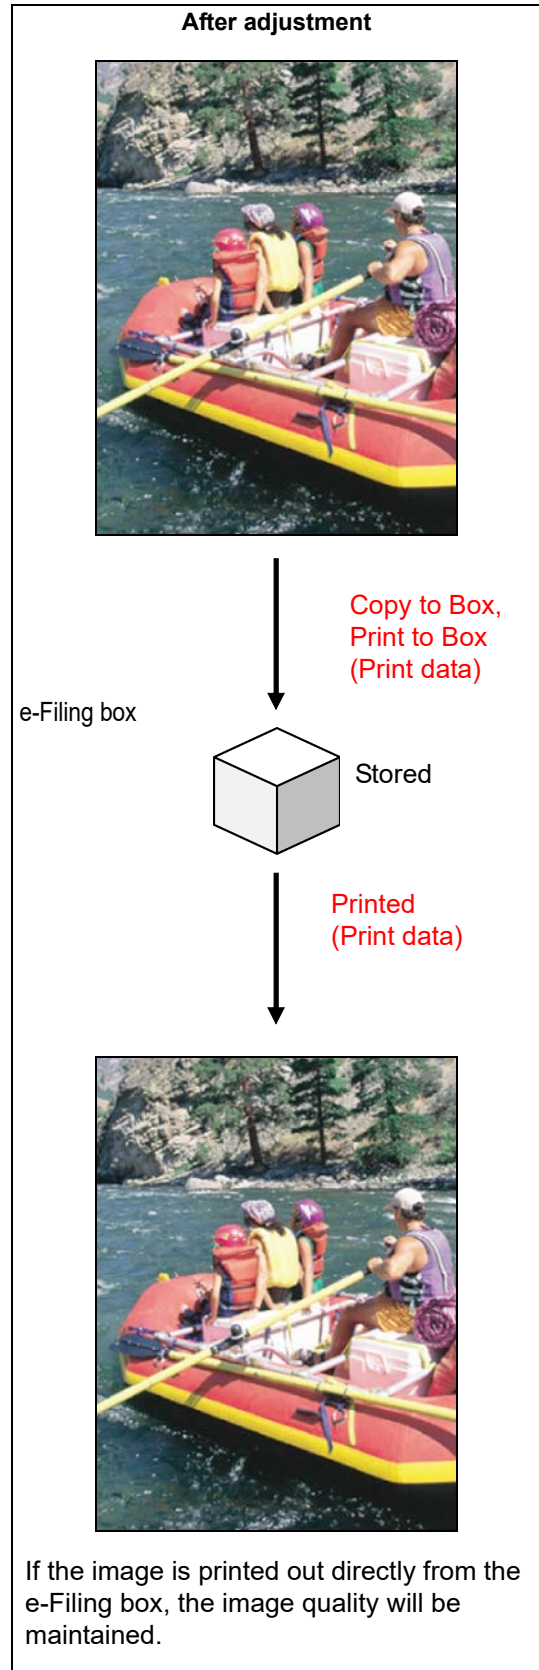 After adjustment
Copy to Box,
Print to Box
(Print data)
e-Filing box
Stored
Printed
(Print data)
If the image is printed out directly from the
e-Filing box, the image quality will be
maintained.